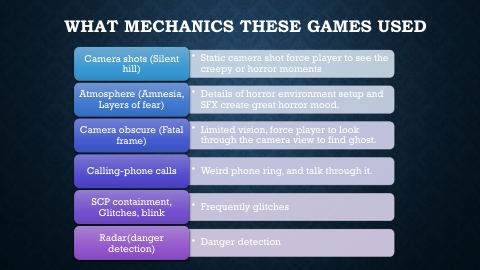 WHAT MECHANICS THESE GAMES USED
Camera shots (Silent
hill)
• Static camera shot force player to see the
creepy or horror moments
Atmosphere (Amnesia,
Layers of fear)
• Details of horror environment setup and
SFX create great horror mood.
Camera obscure (Fatal
frame)
• Limited vision, force player to look
through the camera view to find ghost.
Calling-phone calls
• Weird phone ring, and talk through it.
SCP containment,
Glitches, blink
• Frequently glitches
Radar(danger
detection)
• Danger detection